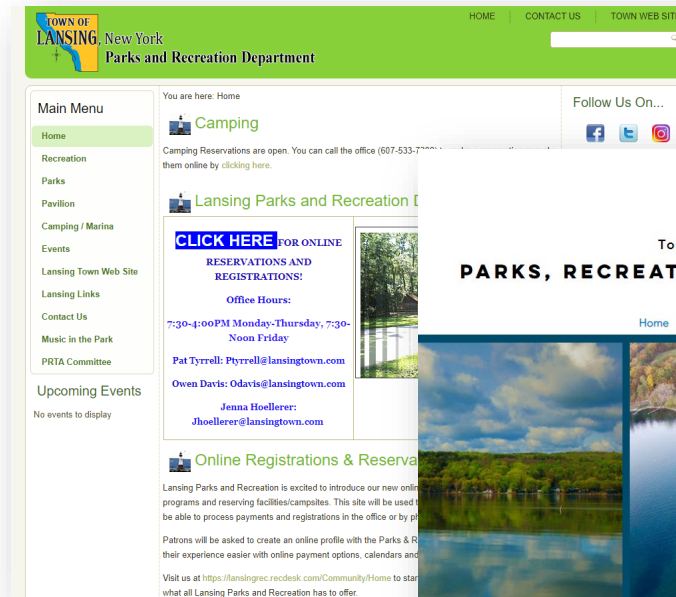 HOME
CONTACT US
TOWN WEB SIT
TOWN OF
LANSING, New York
Parks and Recreation Department
Main Menu
Home
Recreation
Parks
Pavilion
Camping / Marina
Events
Lansing Town Web Site
Lansing Links
Contact Us
Music in the Park
PRTA Committee
Upcoming Events
No events to display
You are here: Home
Camping
Camping Reservations are open. You can call the office (607-533-
them online by clicking here.
Lansing Parks and Recreation
CLICK HERE FOR ONLINE
RESERVATIONS AND
REGISTRATIONS!
Office Hours:
7:30-4:00PM Monday-Thursday, 7:30-
Noon Friday
Pat Tyrrell: Ptyrrell@lansingtown.com
Owen Davis: Odavis@lansingtown.com
Jenna Hoellerer:
Jhoellerer@lansingtown.com
Online Registrations & Reserva
Lansing Parks and Recreation is excited to introduce our new onlin
programs and reserving facilities/campsites. This site will be used t
be able to process payments and registrations in the office or by ph
Patrons will be asked to create an online profile with the Parks & R
their experience easier with online payment options, calendars and
Visit us at https://lansingrec.recdesk.com/Community/Home to star
what all Lansing Parks and Recreation has to offer.
Follow Us On...
To
PARKS, RECREAT
Home